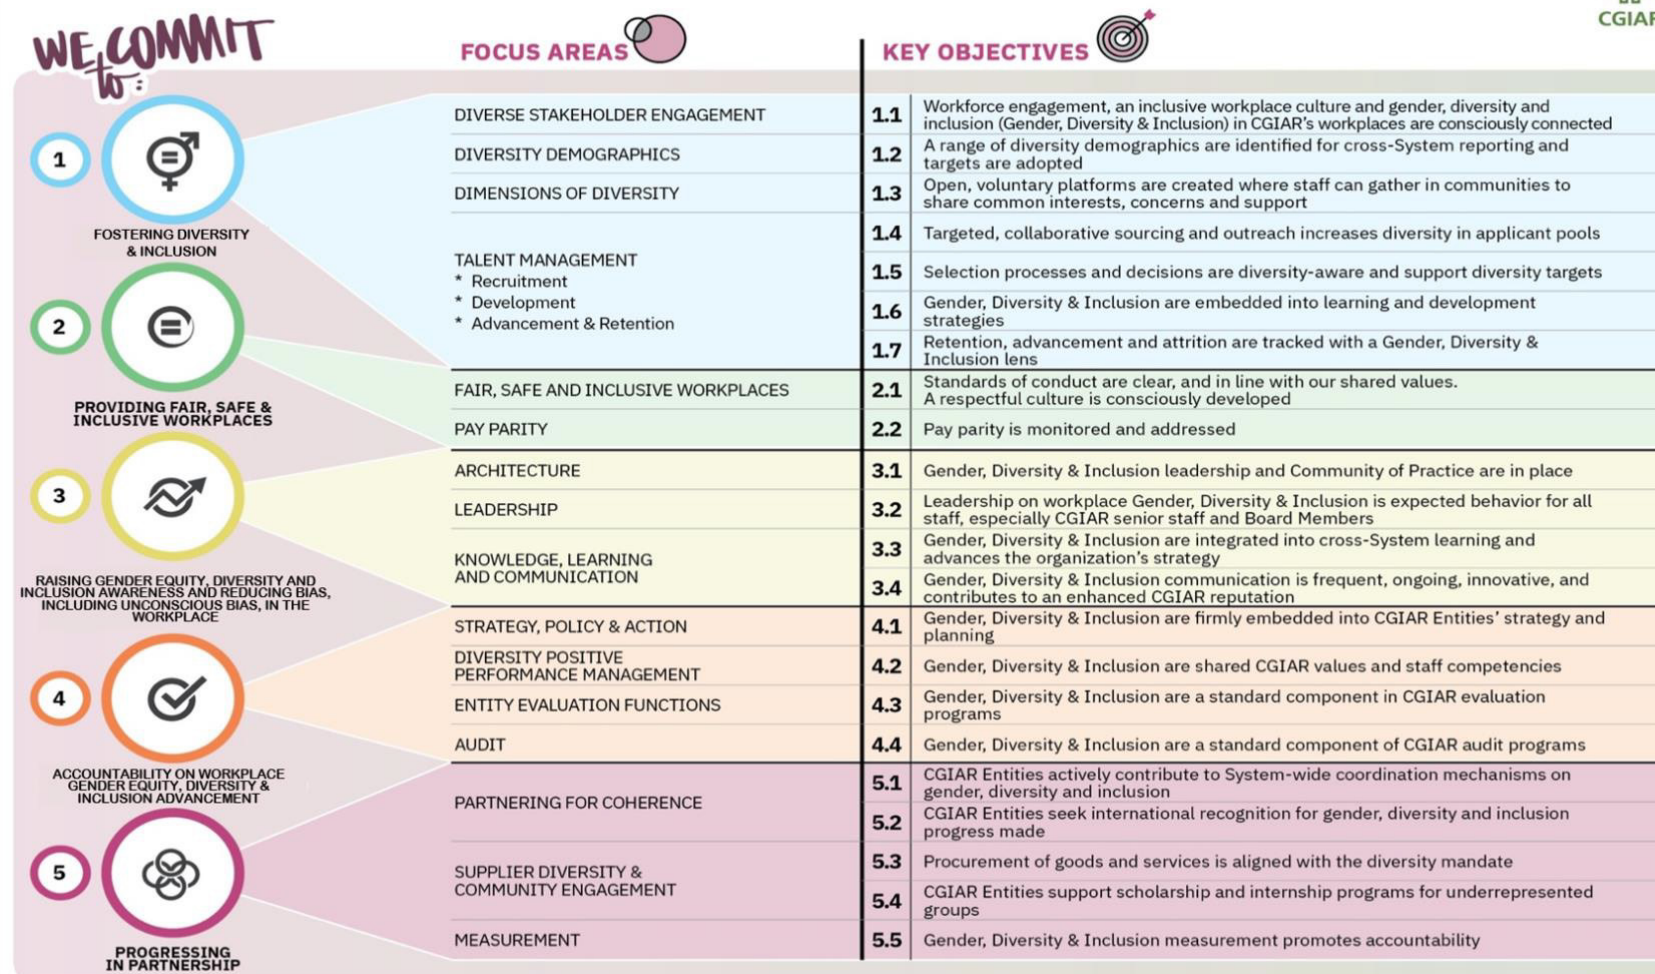 WE COMMIT
to:
FOCUS AREAS
KEY OBJECTIVES
CGIAR
1
FOSTERING DIVERSITY
& INCLUSION
DIVERSE STAKEHOLDER ENGAGEMENT
1.1
Workforce engagement, an inclusive workplace culture and gender, diversity and
inclusion (Gender, Diversity & Inclusion) in CGIAR's workplaces are consciously connected
DIVERSITY DEMOGRAPHICS
1.2
A range of diversity demographics are identified for cross-System reporting and
targets are adopted
DIMENSIONS OF DIVERSITY
1.3
Open, voluntary platforms are created where staff can gather in communities to
share common interests, concerns and support
TALENT MANAGEMENT
* Recruitment
* Development
* Advancement & Retention
1.4
Targeted, collaborative sourcing and outreach increases diversity in applicant pools
1.5
Selection processes and decisions are diversity-aware and support diversity targets
1.6
Gender, Diversity & Inclusion are embedded into learning and development
strategies
1.7
Retention, advancement and attrition are tracked with a Gender, Diversity &
Inclusion lens
2
PROVIDING FAIR, SAFE &
INCLUSIVE WORKPLACES
FAIR, SAFE AND INCLUSIVE WORKPLACES
2.1
Standards of conduct are clear, and in line with our shared values.
A respectful culture is consciously developed
PAY PARITY
2.2
Pay parity is monitored and addressed
3
RAISING GENDER EQUITY, DIVERSITY AND
INCLUSION AWARENESS AND REDUCING BIAS,
INCLUDING UNCONSCIOUS BIAS, IN THE
WORKPLACE
ARCHITECTURE
3.1
Gender, Diversity & Inclusion leadership and Community of Practice are in place
LEADERSHIP
3.2
Leadership on workplace Gender, Diversity & Inclusion is expected behavior for all
staff, especially CGIAR senior staff and Board Members
KNOWLEDGE, LEARNING
AND COMMUNICATION
3.3
Gender, Diversity & Inclusion are integrated into cross-System learning and
advances the organization's strategy
3.4
Gender, Diversity & Inclusion communication is frequent, ongoing, innovative, and
contributes to an enhanced CGIAR reputation
4
ACCOUNTABILITY ON WORKPLACE
GENDER EQUITY, DIVERSITY &
INCLUSION ADVANCEMENT
STRATEGY, POLICY & ACTION
4.1
Gender, Diversity & Inclusion are firmly embedded into CGIAR Entities' strategy and
planning
DIVERSITY POSITIVE
PERFORMANCE MANAGEMENT
4.2
Gender, Diversity & Inclusion are shared CGIAR values and staff competencies
ENTITY EVALUATION FUNCTIONS
4.3
Gender, Diversity & Inclusion are a standard component in CGIAR evaluation
programs
AUDIT
4.4
Gender, Diversity & Inclusion are a standard component of CGIAR audit programs
5
PROGRESSING
IN PARTNERSHIP
PARTNERING FOR COHERENCE
5.1
CGIAR Entities actively contribute to System-wide coordination mechanisms on
gender, diversity and inclusion
5.2
CGIAR Entities seek international recognition for gender, diversity and inclusion
progress made
SUPPLIER DIVERSITY &
COMMUNITY ENGAGEMENT
5.3
Procurement of goods and services is aligned with the diversity mandate
5.4
CGIAR Entities support scholarship and internship programs for underrepresented
groups
MEASUREMENT
5.5
Gender, Diversity & Inclusion measurement promotes accountability